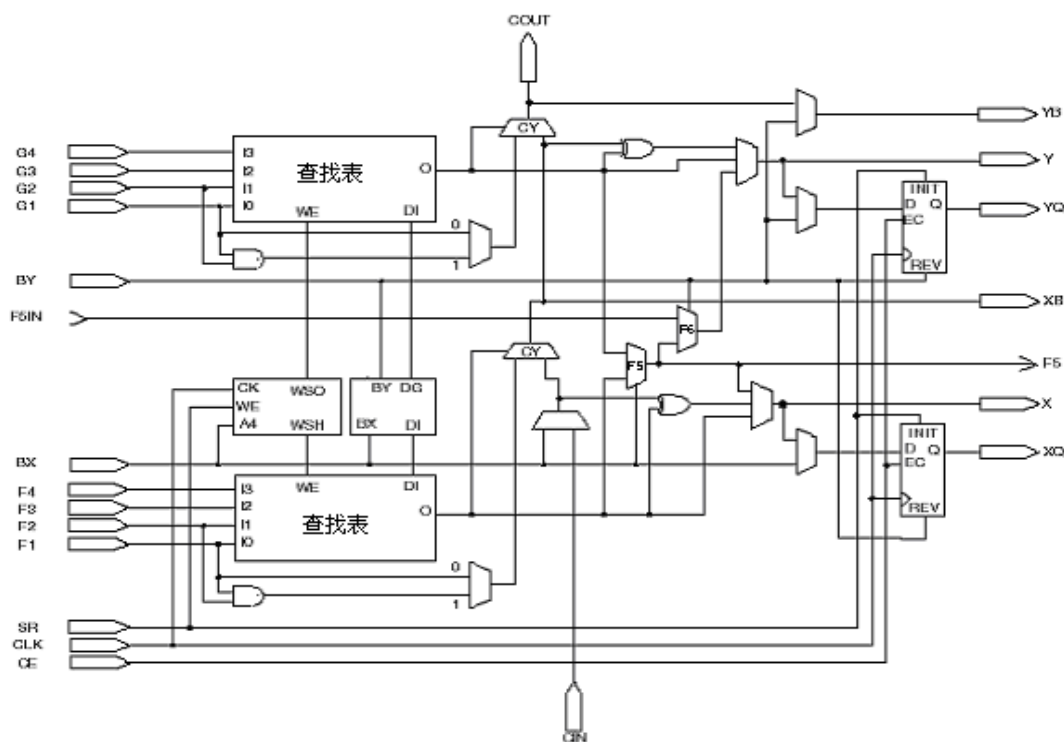 COUT
YB
G4
I3
CY
G3
I2
查找表
O
Y
G2
I1
G1
I0
WE
DI
INIT
D Q
YQ
EC
0
1
REV
BY
XB
F5IN
F6
CY
F5
F5
CK
WSO
BY DG
WE
X
A4
WSH
BX
DI
INIT
D Q
XQ
BX
EC
F4
I3
WE
DI
F3
I2
O
REV
F2
I1
查找表
F1
I0
0
1
SR
CLK
CE
CIN